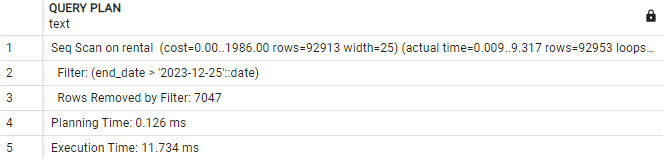 QUERY PLAN
text
1 Seq Scan on rental (cost=0.00..1986.00 rows=92913 width=25) (actual time=0.009..9.317 rows=92953 loops...
2 Filter: (end_date > '2023-12-25'::date)
3 Rows Removed by Filter: 7047
4 Planning Time: 0.126 ms
5 Execution Time: 11.734 ms